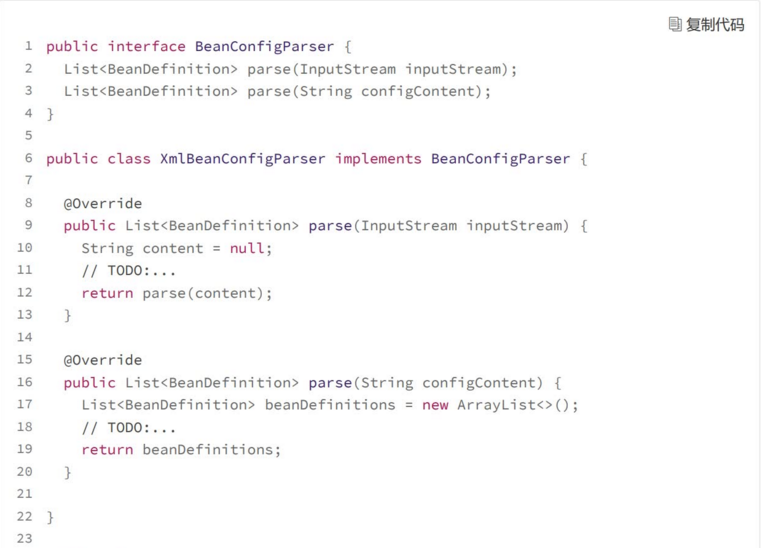 复制代码
1 public interface BeanConfigParser {
2   List<BeanDefinition> parse(InputStream inputStream);
3   List<BeanDefinition> parse(String configContent);
4 }
5
6 public class XmlBeanConfigParser implements BeanConfigParser {
7
8   @Override
9   public List<BeanDefinition> parse(InputStream inputStream) {
10     String content = null;
11     // TODO:...
12     return parse(content);
13   }
14
15   @Override
16   public List<BeanDefinition> parse(String configContent) {
17     List<BeanDefinition> beanDefinitions = new ArrayList<>();
18     // TODO:...
19     return beanDefinitions;
20   }
21
22 }
23